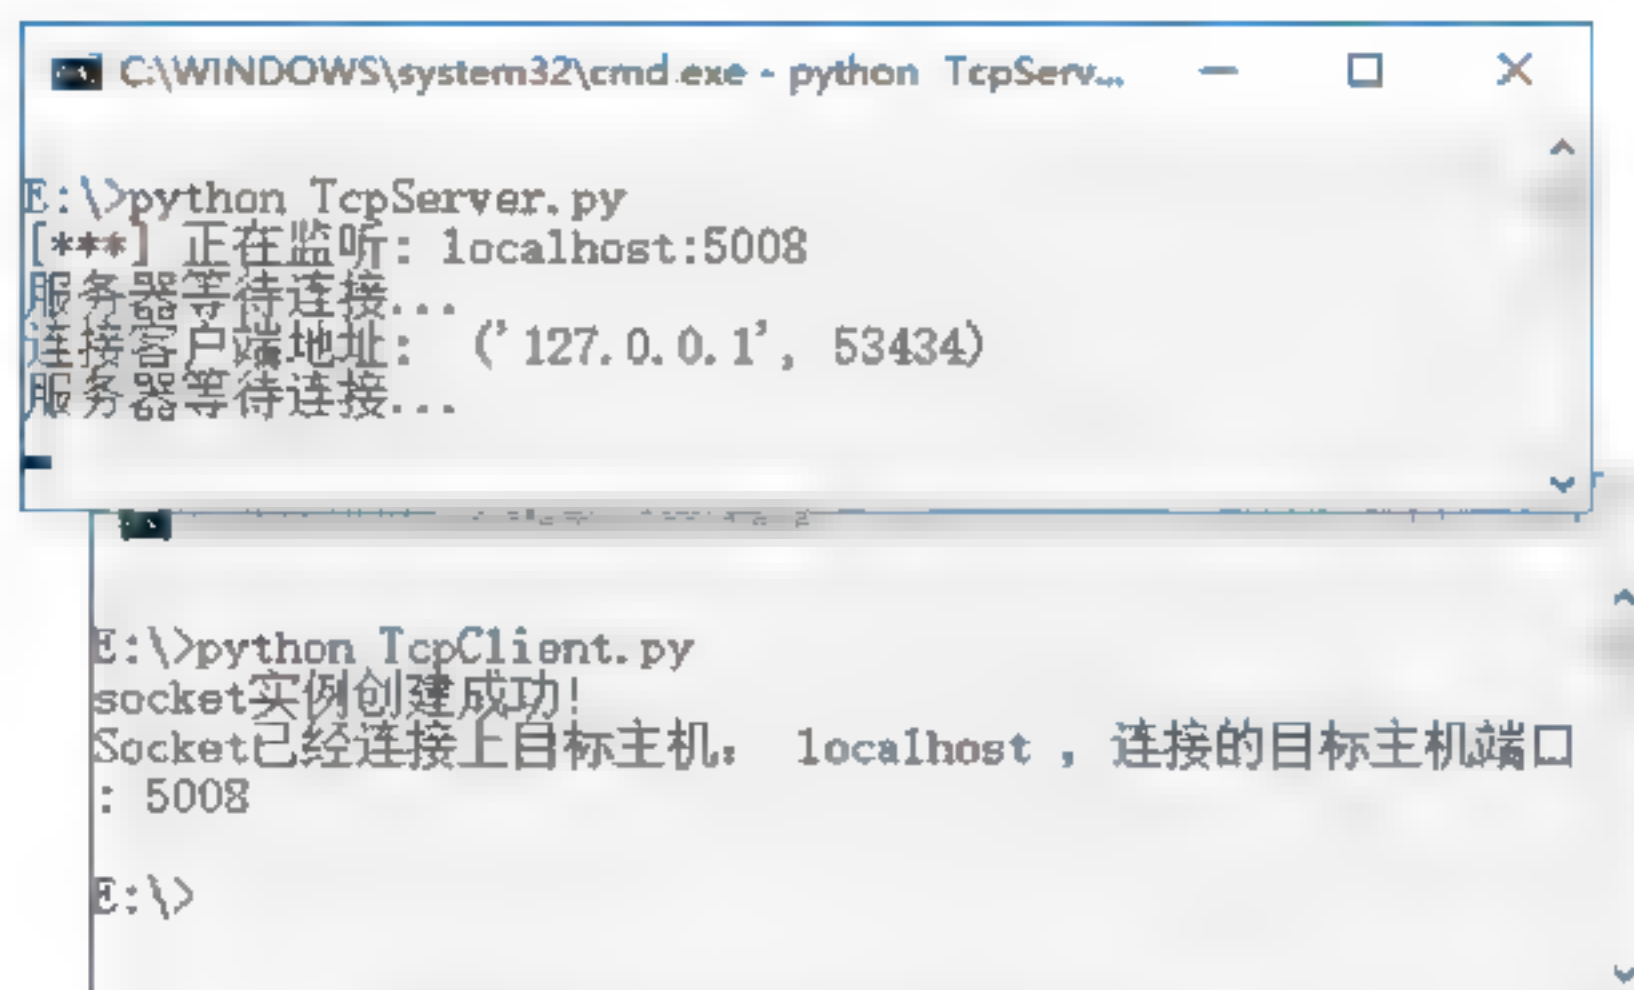 C:\WINDOWS\system32\cmd.exe - python  TcpServ...
E:\>python TcpServer.py
[***] 正在监听: localhost:5008
服务器等待连接...
连接客户端地址:  ('127.0.0.1', 53434)
服务器等待连接...
E:\>python TcpClient.py
socket实例创建成功!
Socket已经连接上目标主机: localhost , 连接的目标主机端口
: 5008
E:\>